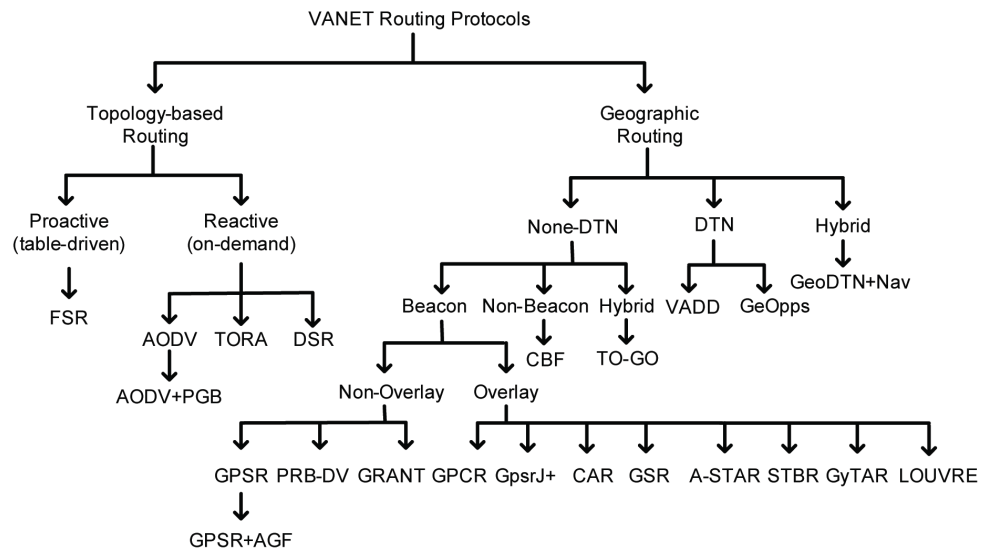 VANET Routing Protocols
Topology-based
Routing
Geographic
Routing
Proactive
(table-driven)
Reactive
(on-demand)
None-DTN
DTN
Hybrid
FSR
AODV
TORA
DSR
AODV+PGB
Beacon
Non-Beacon
Hybrid
VADD
GeOpps
GeoDTN+Nav
CBF
TO-GO
Non-Overlay
Overlay
GPSR
PRB-DV
GRANT
GPCR
GpsrJ+
CAR
GSR
A-STAR
STBR
GyTAR
LOUVRE
GPSR+AGF